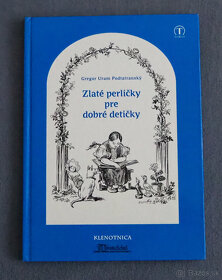 Gregor Uram Podtatranský
Zlaté perličky
pre
dobré detičky
KLENOTNICA